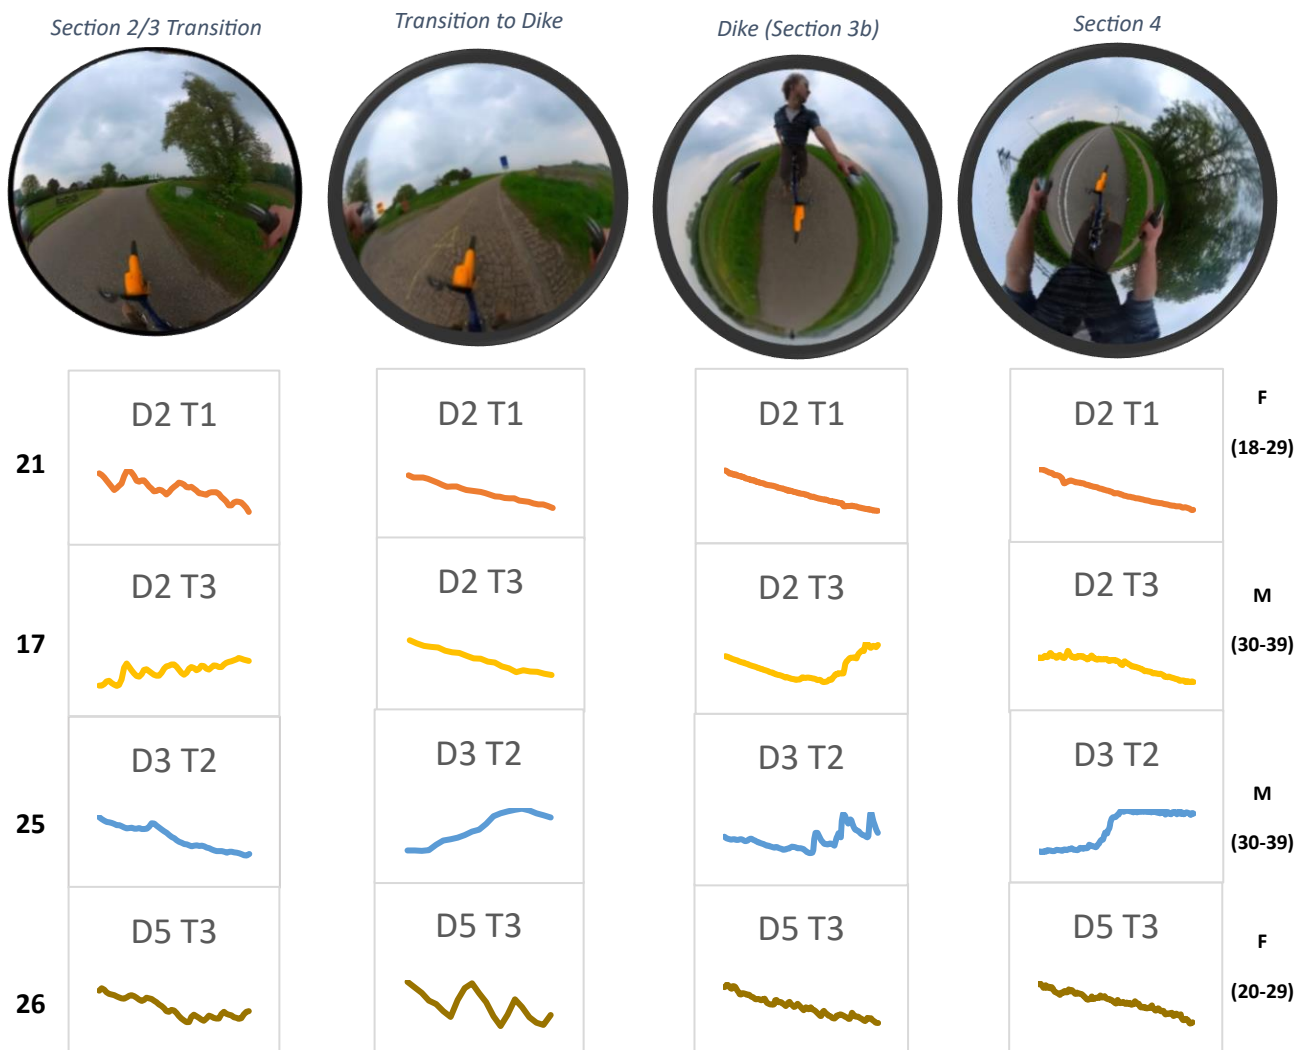 Section 2/3 Transition
Transition to Dike
Dike (Section 3b)
Section 4
21
D2 T1
D2 T1
D2 T1
D2 T1
F
(18-29)
17
D2 T3
D2 T3
D2 T3
D2 T3
M
(30-39)
25
D3 T2
D3 T2
D3 T2
D3 T2
M
(30-39)
26
D5 T3
D5 T3
D5 T3
D5 T3
F
(20-29)